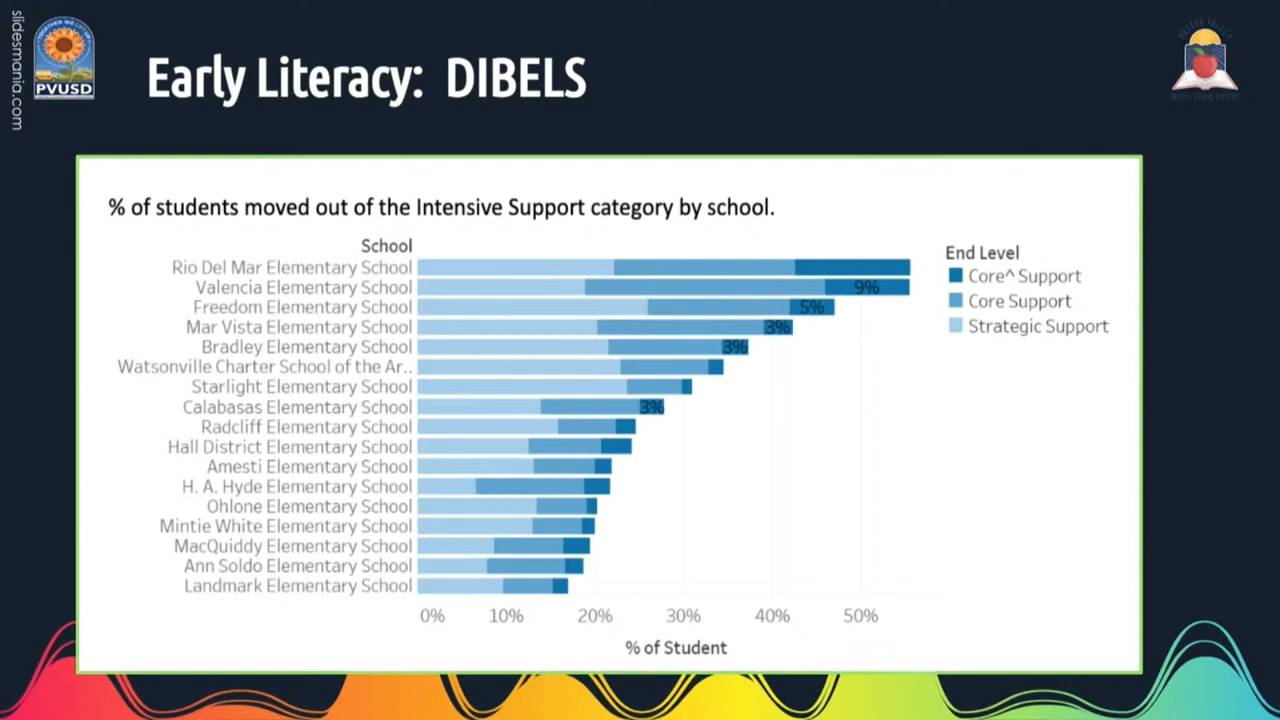 slidesmania.com
TOGETHER WE LIFT UP
PVUSD
Early Literacy: DIBELS
% of students moved out of the Intensive Support category by school.
School
Rio Del Mar Elementary School
Valencia Elementary School 9%
Freedom Elementary School 5%
Mar Vista Elementary School 3%
Bradley Elementary School 3%
Watsonville Charter School of the Ar..
Starlight Elementary School
Calabasas Elementary School 3%
Radcliff Elementary School
Hall District Elementary School
Amesti Elementary School
H. A. Hyde Elementary School
Ohlone Elementary School
Mintie White Elementary School
MacQuiddy Elementary School
Ann Soldo Elementary School
Landmark Elementary School
0% 10% 20% 30% 40% 50%
% of Student
End Level
Core^ Support
Core Support
Strategic Support